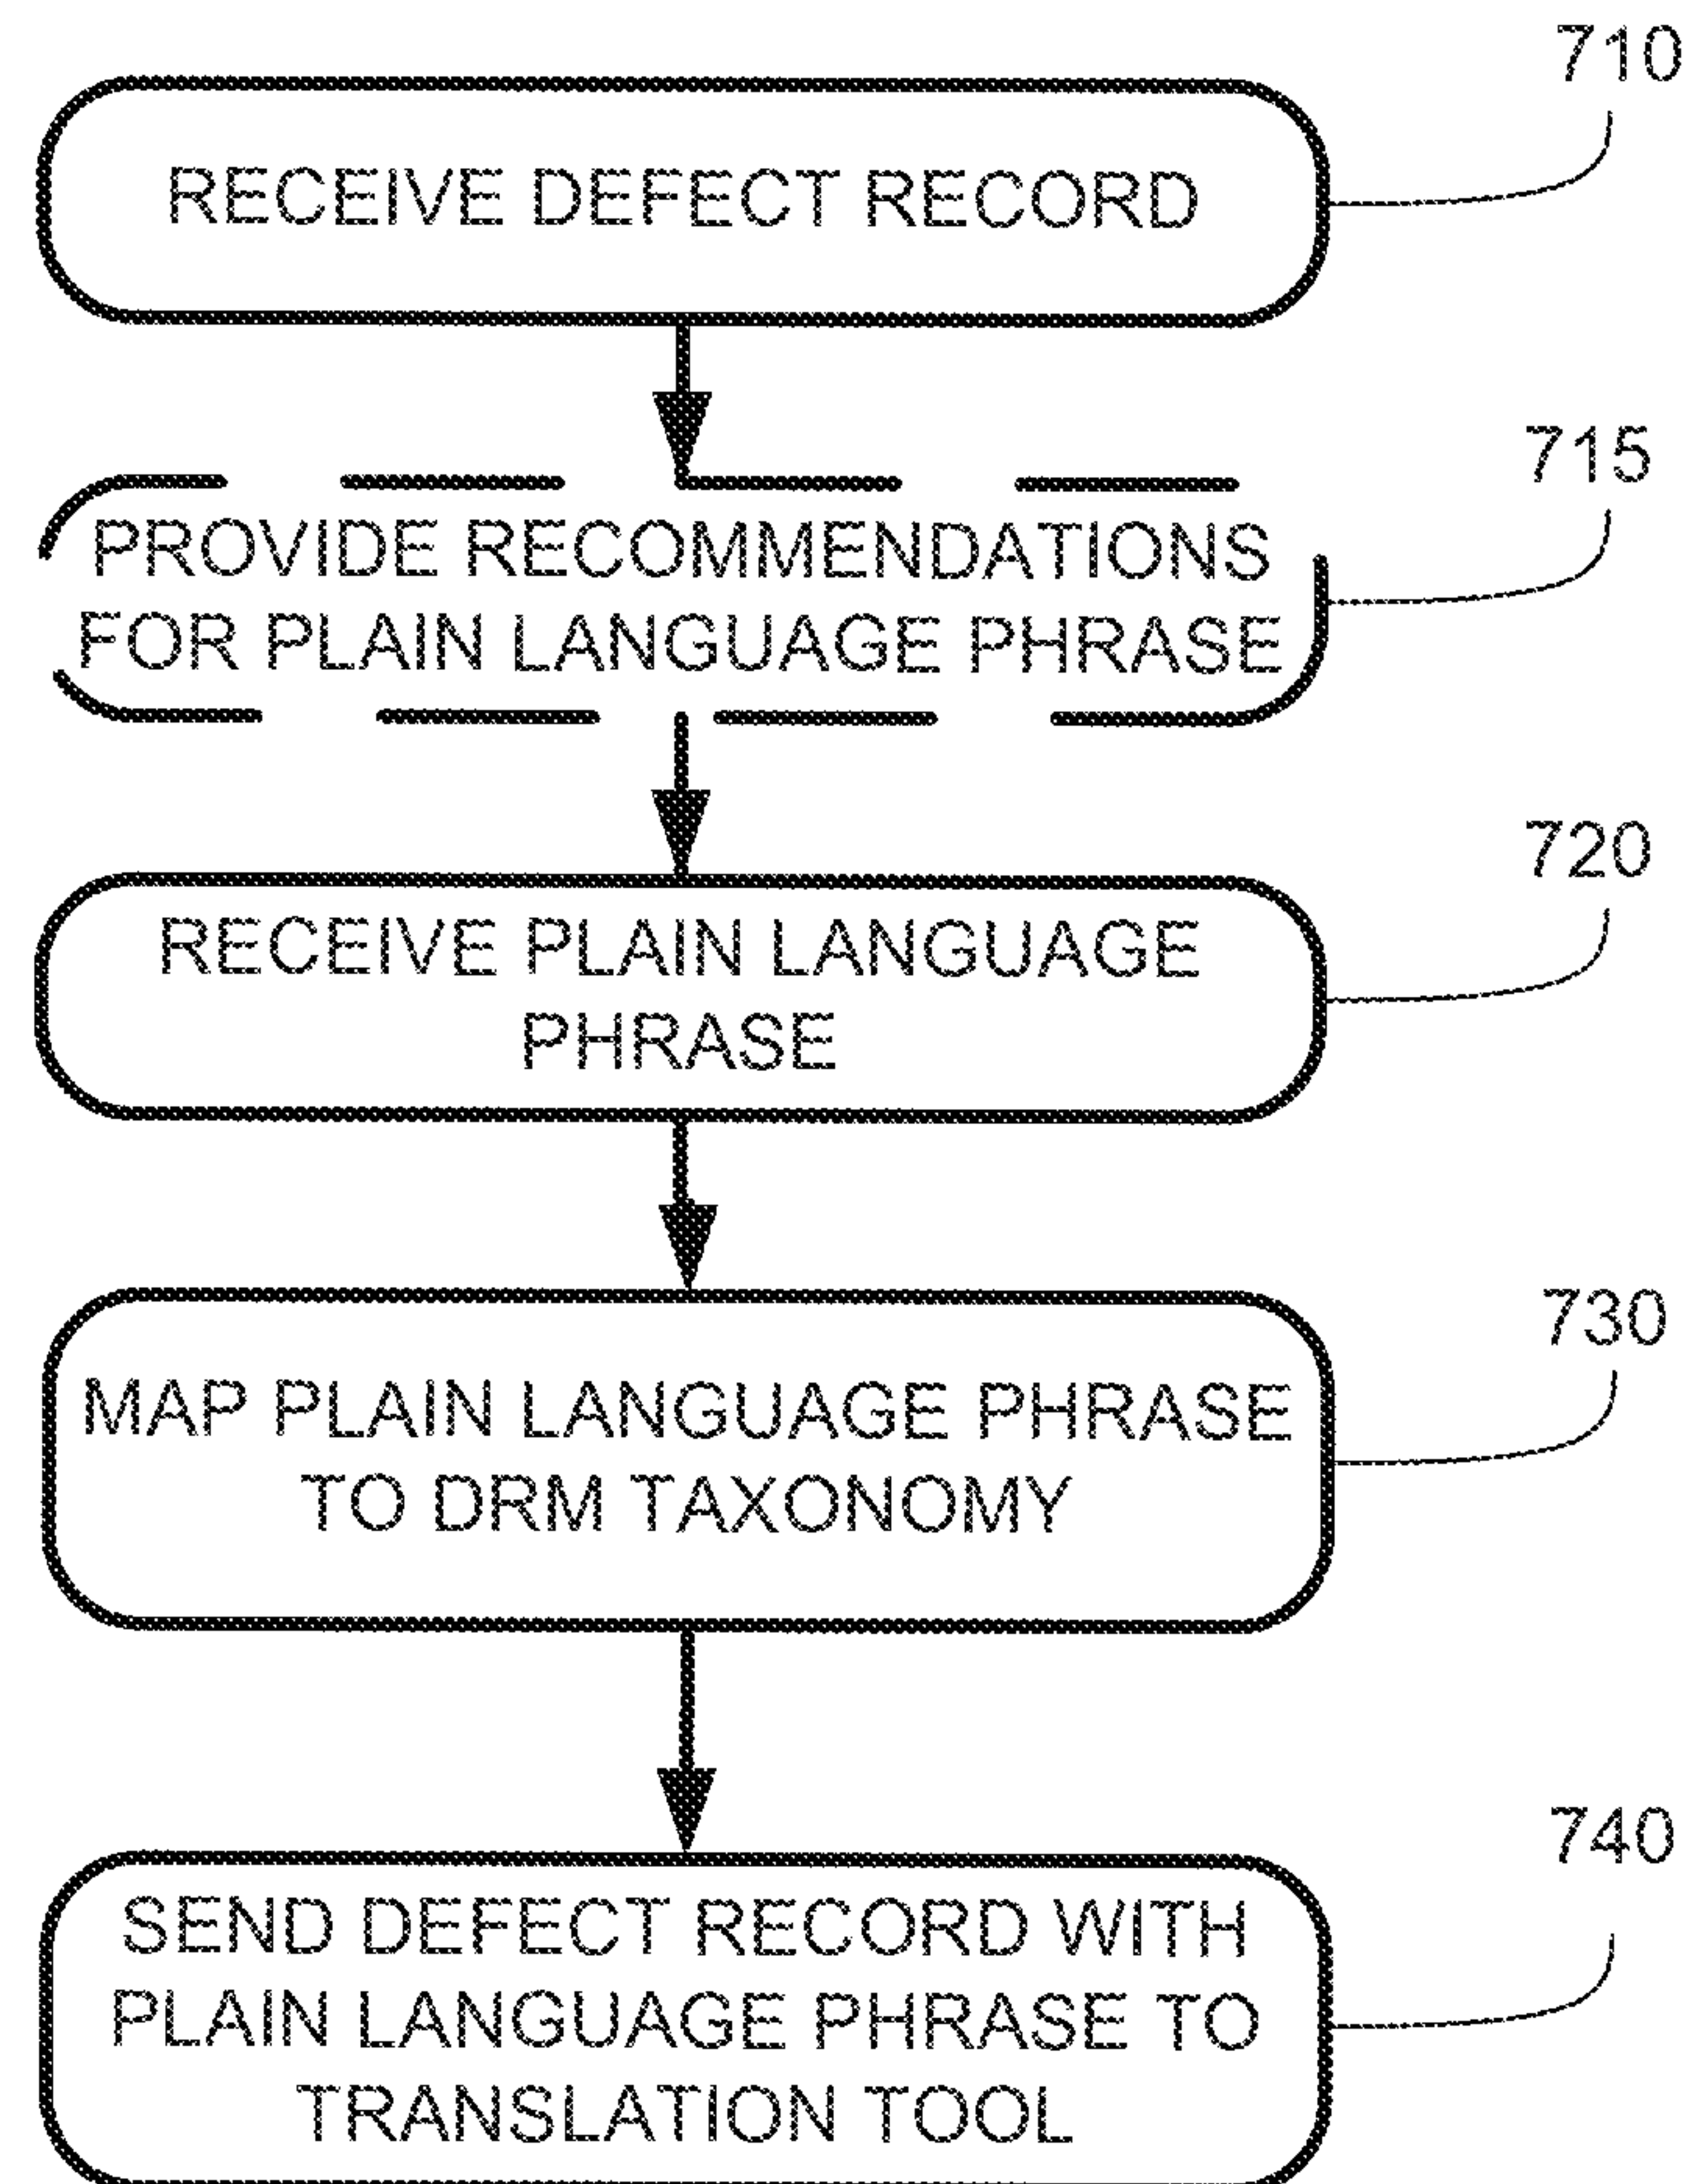 710
RECEIVE DEFECT RECORD
715
PROVIDE RECOMMENDATIONS
FOR PLAIN LANGUAGE PHRASE
720
RECEIVE PLAIN LANGUAGE
PHRASE
730
MAP PLAIN LANGUAGE PHRASE
TO DRM TAXONOMY
740
SEND DEFECT RECORD WITH
PLAIN LANGUAGE PHRASE TO
TRANSLATION TOOL